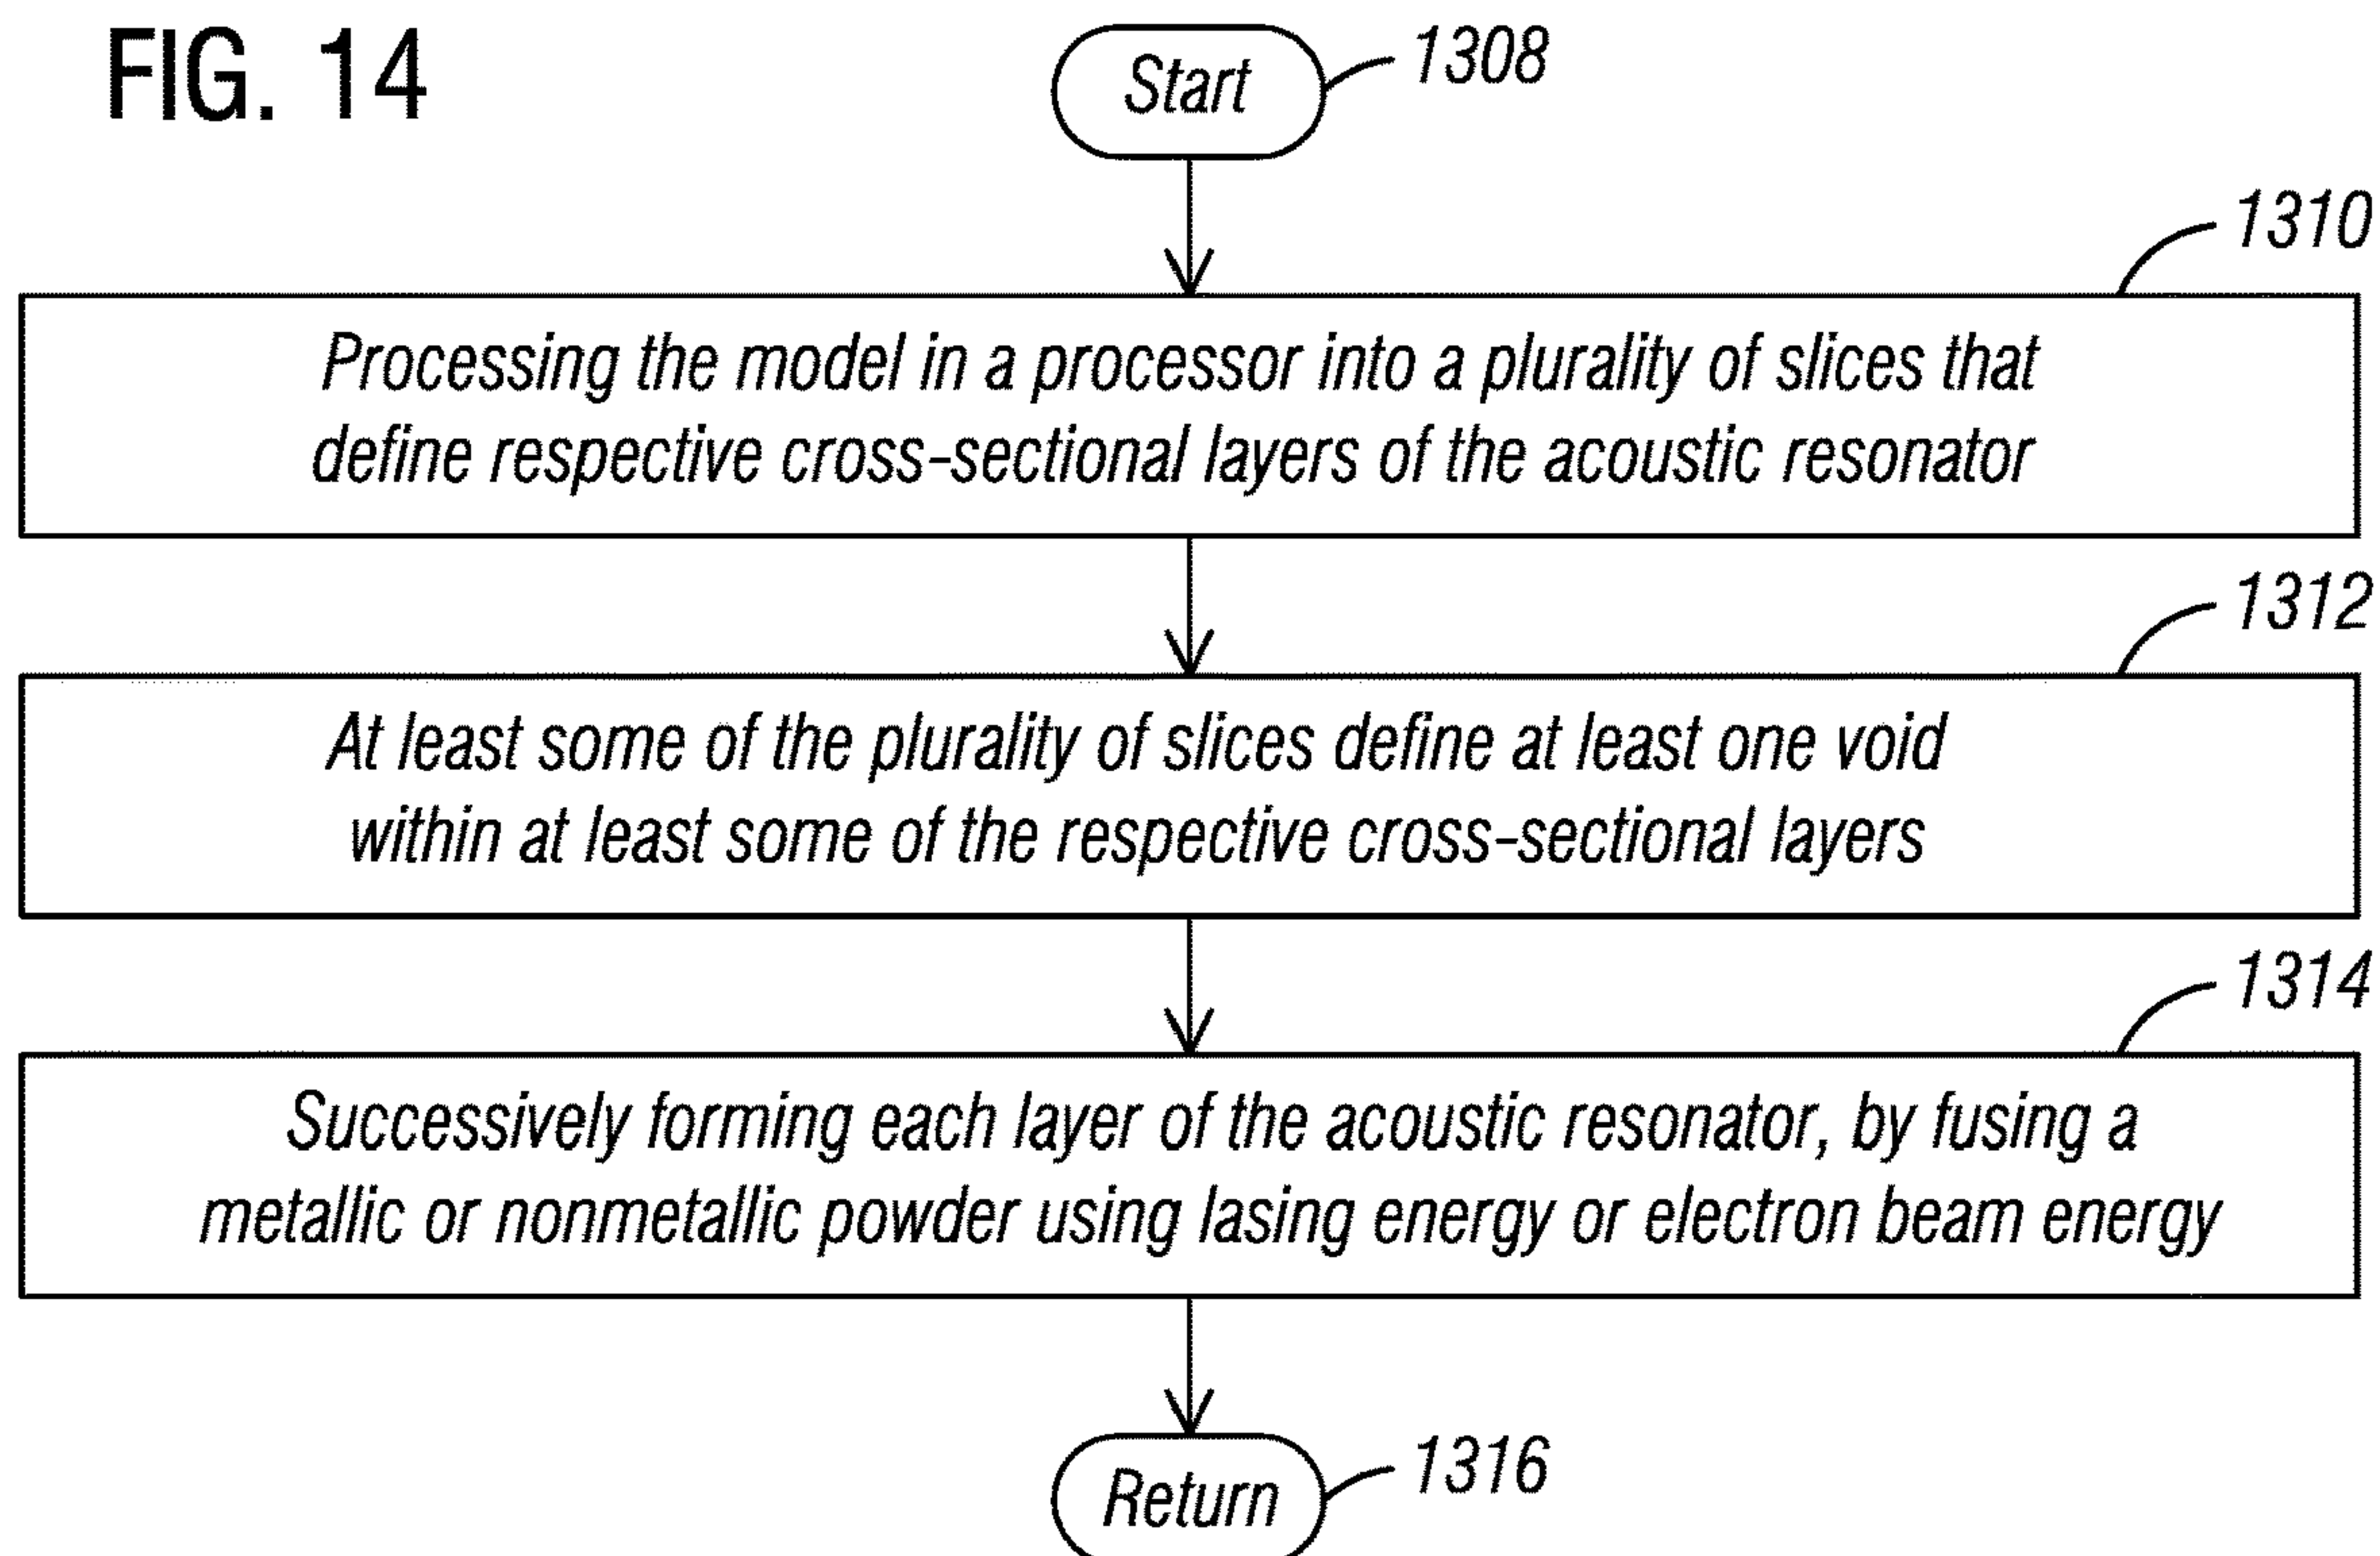 FIG. 14
Start
1308
1310
Processing the model in a processor into a plurality of slices that
define respective cross-sectional layers of the acoustic resonator
1312
At least some of the plurality of slices define at least one void
within at least some of the respective cross-sectional layers
1314
Successively forming each layer of the acoustic resonator, by fusing a
metallic or nonmetallic powder using lasing energy or electron beam energy
Return
1316